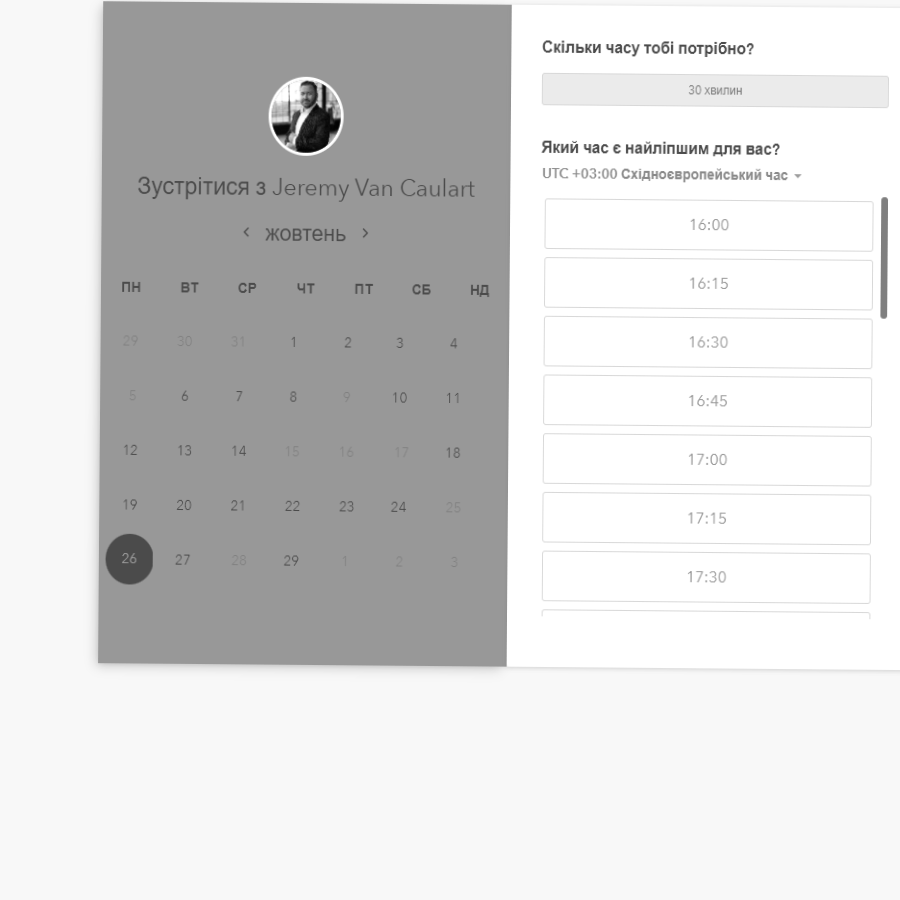 Зустрітися з Jeremy Van Caulart
жовтень
ПН ВТ СР ЧТ ПТ СБ НД
29 30 31 1 2 3 4
5 6 7 8 9 10 11
12 13 14 15 16 17 18
19 20 21 22 23 24 25
26 27 28 29 1 2 3
Скільки часу тобі потрібно?
30 хвилин
Який час є найліпшим для вас?
UTC +03:00 Східноєвропейський час
16:00
16:15
16:30
16:45
17:00
17:15
17:30